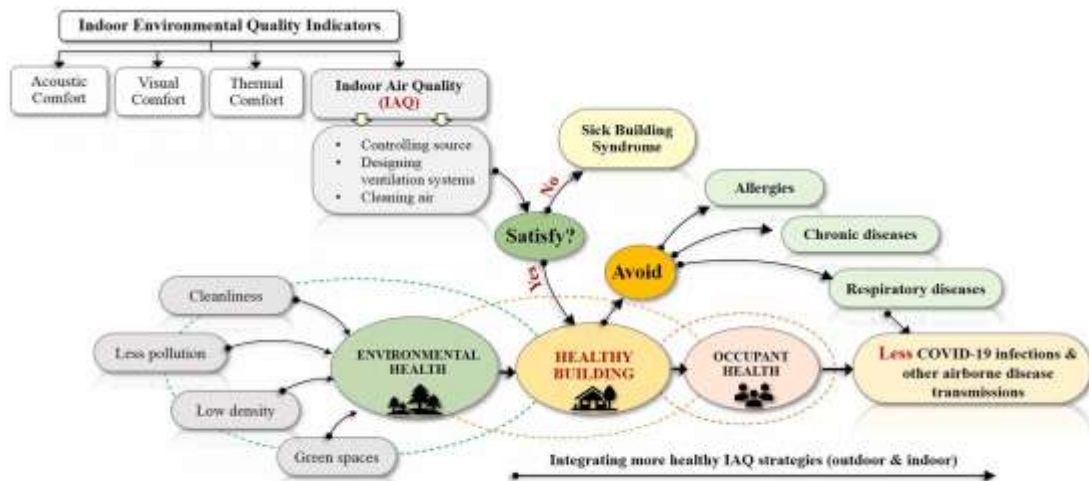 Indoor Environmental Quality Indicators
Acoustic
Comfort
Visual
Comfort
Thermal
Comfort
Indoor Air Quality
(IAQ)
• Controlling source
• Designing
ventilation systems
• Cleaning air
Sick Building
Syndrome
No
Satisfy?
Yes
Allergies
Chronic diseases
Avoid
Respiratory diseases
Cleanliness
Less pollution
Low density
Green spaces
ENVIRONMENTAL
HEALTH
HEALTHY
BUILDING
OCCUPANT
HEALTH
Less COVID-19 infections &
other airborne disease
transmissions
Integrating more healthy IAQ strategies (outdoor & indoor)